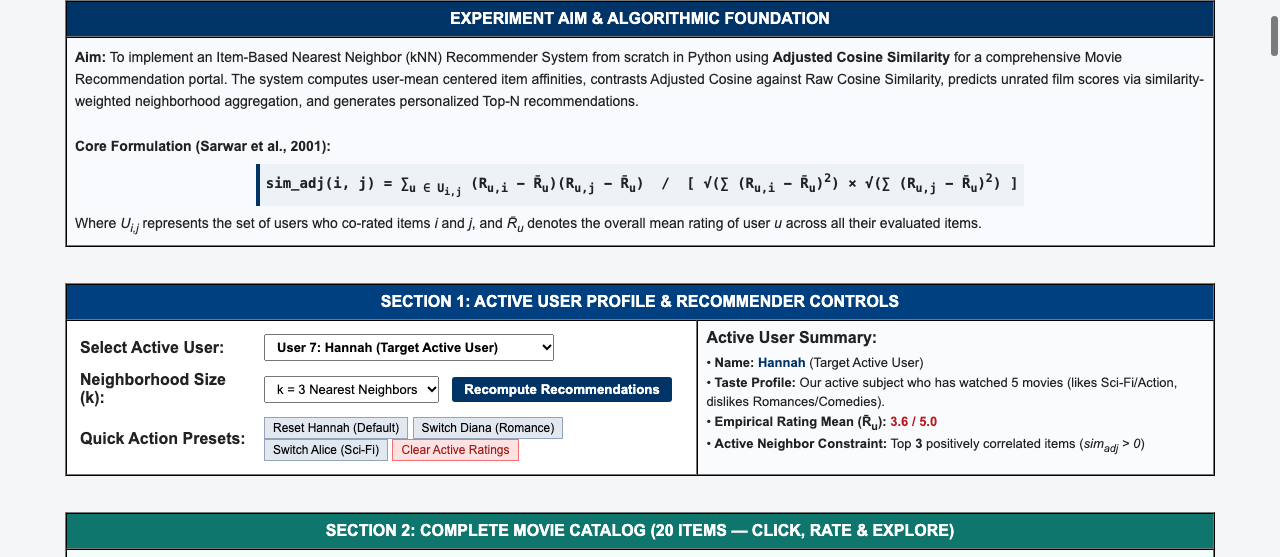 EXPERIMENT AIM & ALGORITHMIC FOUNDATION
Aim: To implement an Item-Based Nearest Neighbor (kNN) Recommender System from scratch in Python using Adjusted Cosine Similarity for a comprehensive Movie
Recommendation portal. The system computes user-mean centered item affinities, contrasts Adjusted Cosine against Raw Cosine Similarity, predicts unrated film scores via similarity-
weighted neighborhood aggregation, and generates personalized Top-N recommendations.
Core Formulation (Sarwar et al., 2001):
sim_adj(i, j) = ∑u ∈ Ui,j (Ru,i − R̄u)(Ru,j − R̄u) / [ √(∑ (Ru,i − R̄u)2) × √(∑ (Ru,j − R̄u)2) ]
Where Ui,j represents the set of users who co-rated items i and j, and R̄u denotes the overall mean rating of user u across all their evaluated items.
SECTION 1: ACTIVE USER PROFILE & RECOMMENDER CONTROLS
Select Active User:
User 7: Hannah (Target Active User)
Neighborhood Size
(k):
k = 3 Nearest Neighbors
Recompute Recommendations
Quick Action Presets:
Reset Hannah (Default)
Switch Diana (Romance)
Switch Alice (Sci-Fi)
Clear Active Ratings
Active User Summary:
• Name: Hannah (Target Active User)
• Taste Profile: Our active subject who has watched 5 movies (likes Sci-Fi/Action,
dislikes Romances/Comedies).
• Empirical Rating Mean (R̄u): 3.6 / 5.0
• Active Neighbor Constraint: Top 3 positively correlated items (simadj > 0)
SECTION 2: COMPLETE MOVIE CATALOG (20 ITEMS — CLICK, RATE & EXPLORE)